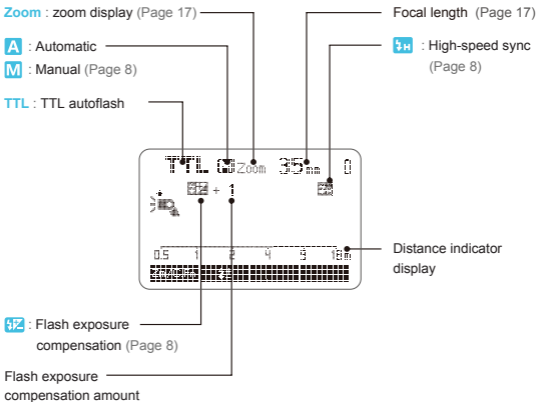 Zoom : zoom display (Page 17)
Focal length (Page 17)
A : Automatic
M : Manual (Page 8)
H : High-speed sync
(Page 8)
TTL : TTL autoflash
TTL M Zoom 35mm
+ 1
0.5 1 2 4 9 18m
Distance indicator
display
: Flash exposure
compensation (Page 8)
Flash exposure
compensation amount